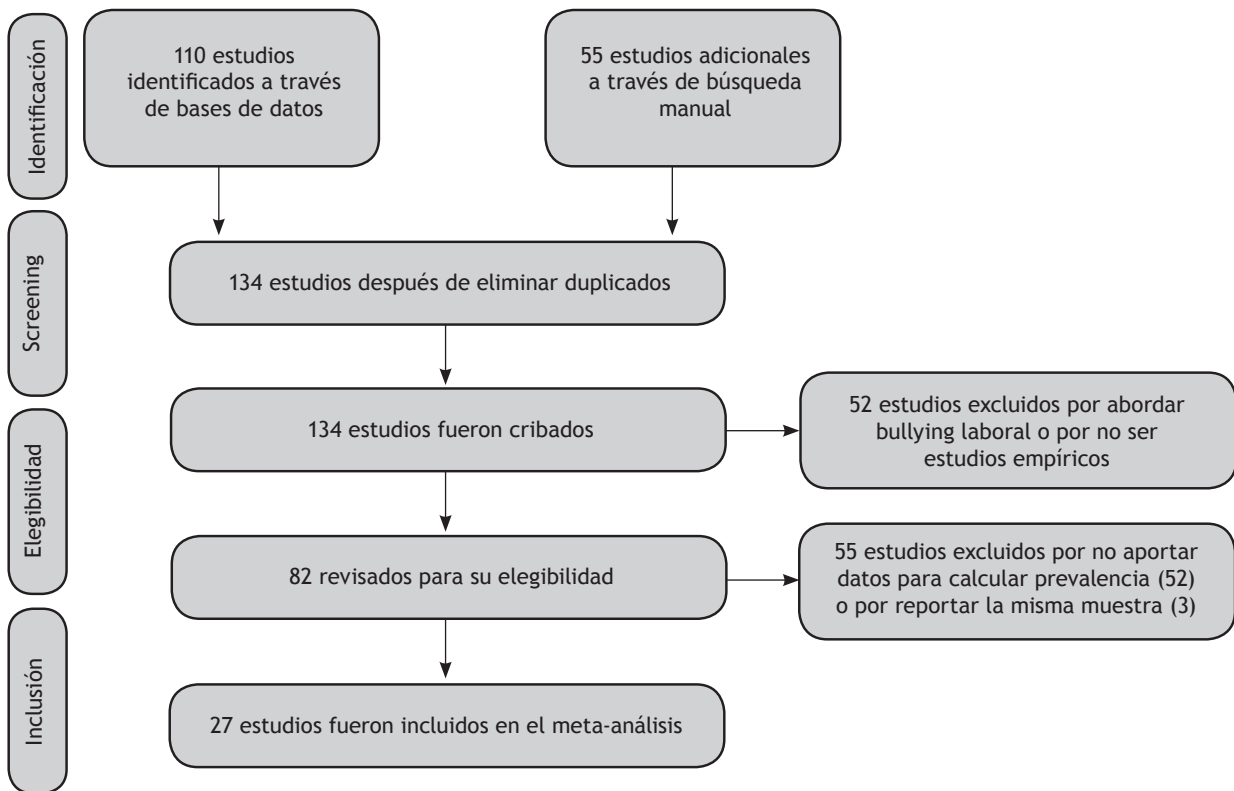 Identificación
110 estudios
identificados a través
de bases de datos
55 estudios adicionales
a través de búsqueda
manual
Screening
134 estudios después de eliminar duplicados
134 estudios fueron cribados
52 estudios excluidos por abordar
bullying laboral o por no ser
estudios empíricos
Elegibilidad
82 revisados para su elegibilidad
55 estudios excluidos por no aportar
datos para calcular prevalencia (52)
o por reportar la misma muestra (3)
Inclusión
27 estudios fueron incluidos en el meta-análisis